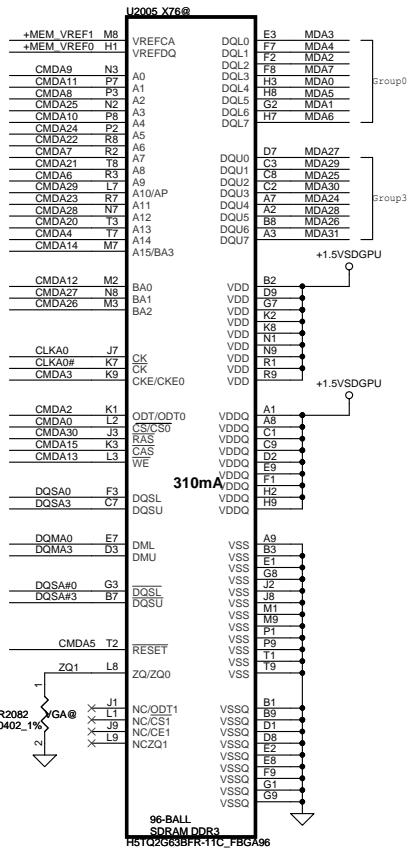 U2005 X76@
+MEM_VREF1 M8 VREFCA
+MEM_VREF0 H1 VREFDQ
CMDA9 N3 A0
CMDA11 P7 A1
CMDA8 P3 A2
CMDA25 N2 A3
CMDA10 P8 A4
CMDA24 P2 A5
CMDA22 R8 A6
CMDA7 R2 A7
CMDA21 T8 A8
CMDA6 R3 A9
CMDA29 L7 A10/AP
CMDA23 R7 A11
CMDA28 N7 A12
CMDA20 T3 A13
CMDA4 T7 A14
CMDA14 M7 A15/BA3
CMDA12 M2 BA0
CMDA27 N8 BA1
CMDA26 M3 BA2
CLKA0 J7 CK
CLKA0# K7 CK
CMDA3 K9 CKE/CKE0
CMDA2 K1 ODT/ODT0
CMDA0 L2 CS/CS0
CMDA30 J3 RAS
CMDA15 K3 CAS
CMDA13 L3 WE
DQSA0 F3 DQSL
DQSA3 C7 DQSU
DQMA0 E7 DML
DQMA3 D3 DMU
DQSA#0 G3 DQSL
DQSA#3 B7 DQSU
CMDA5 T2 RESET
ZQ1 L8 ZQ/ZQ0
1
R2082 VGA@
0402_1%
2
J1 NC/ODT1
L1 NC/CS1
J9 NC/CE1
L9 NCZQ1
DQL0 E3 MDA3
DQL1 F7 MDA4
DQL2 F2 MDA2
DQL3 F8 MDA7
DQL4 H3 MDA0
DQL5 H8 MDA5
DQL6 G2 MDA1
DQL7 H7 MDA6
Group0
DQU0 D7 MDA27
DQU1 C3 MDA29
DQU2 C8 MDA25
DQU3 C2 MDA30
DQU4 A7 MDA24
DQU5 A2 MDA28
DQU6 B8 MDA26
DQU7 A3 MDA31
Group3
+1.5VSDGPU
VDD B2
VDD D9
VDD G7
VDD K2
VDD K8
VDD N1
VDD N9
VDD R1
VDD R9
+1.5VSDGPU
VDDQ A1
VDDQ A8
VDDQ C1
VDDQ C9
VDDQ D2
VDDQ E9
310mA VDDQ F1
VDDQ H2
VDDQ H9
VSS A9
VSS B3
VSS E1
VSS G8
VSS J2
VSS J8
VSS M1
VSS M9
VSS P1
VSS P9
VSS T1
VSS T9
VSSQ B1
VSSQ B9
VSSQ D1
VSSQ D8
VSSQ E2
VSSQ E8
VSSQ F9
VSSQ G1
VSSQ G9
96-BALL
SDRAM DDR3
H5TQ2G63BFR-11C_FBGA96